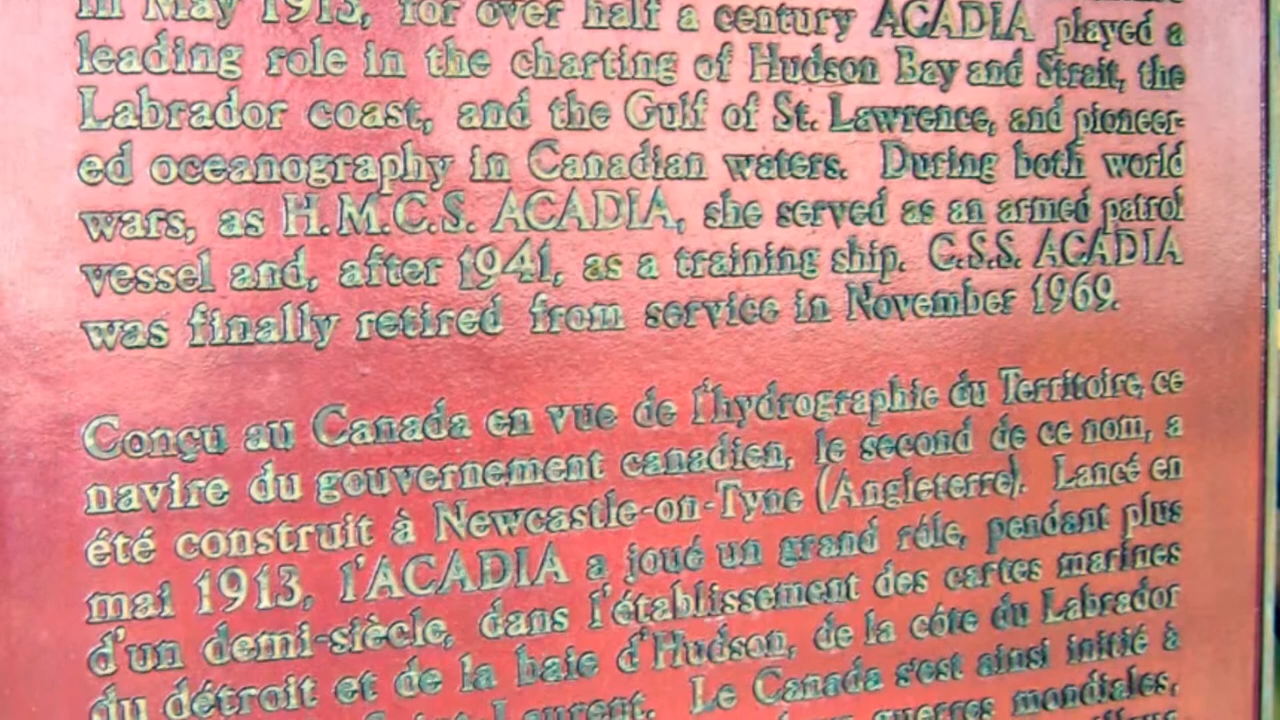 in May 1913, for over half a century ACADIA played a
leading role in the charting of Hudson Bay and Strait, the
Labrador coast, and the Gulf of St. Lawrence, and pioneer-
ed oceanography in Canadian waters. During both world
wars, as H.M.C.S. ACADIA, she served as an armed patrol
vessel and, after 1941, as a training ship. C.S.S. ACADIA
was finally retired from service in November 1969.
Conçu au Canada en vue de l'hydrographie du Territoire, ce
navire du gouvernement canadien, le second de ce nom, a
été construit à Newcastle-on-Tyne (Angleterre). Lancé en
mai 1913, l'ACADIA a joué un grand rôle, pendant plus
d'un demi-siècle, dans l'établissement des cartes marines
du détroit et de la baie d'Hudson, de la côte du Labrador
Saint-Laurent. Le Canada s'est ainsi initié à
guerres mondiales,